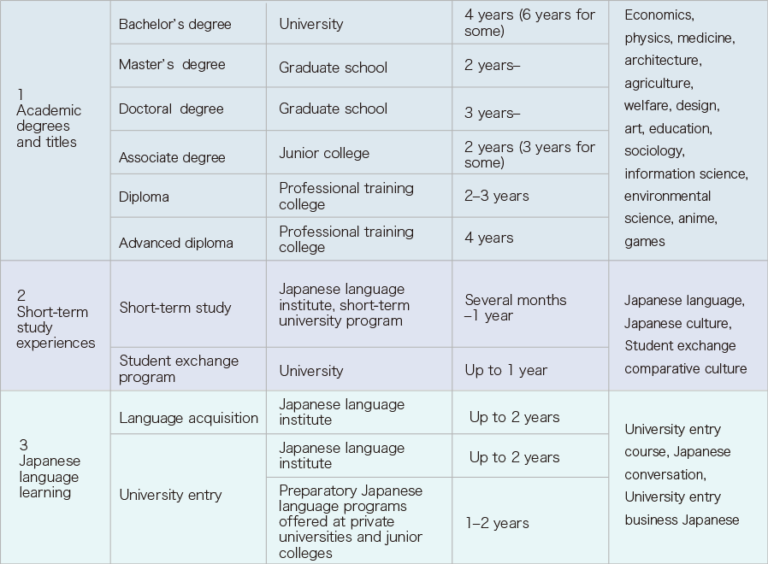 1
Academic
degrees
and titles
Bachelor's degree
University
4 years (6 years for
some)
Master's degree
Graduate school
2 years–
Doctoral degree
Graduate school
3 years–
Associate degree
Junior college
2 years (3 years for
some)
Diploma
Professional training
college
2–3 years
Advanced diploma
Professional training
college
4 years
Economics,
physics, medicine,
architecture,
agriculture,
welfare, design,
art, education,
sociology,
information science,
environmental
science, anime,
games
2
Short-term
study
experiences
Short-term study
Japanese language
institute, short-term
university program
Several months
–1 year
Student exchange
program
University
Up to 1 year
Japanese language,
Japanese culture,
Student exchange
comparative culture
3
Japanese
language
learning
Language acquisition
Japanese language
institute
Up to 2 years
University entry
Japanese language
institute
Up to 2 years
Preparatory Japanese
language programs
offered at private
universities and junior
colleges
1–2 years
University entry
course, Japanese
conversation,
University entry
business Japanese